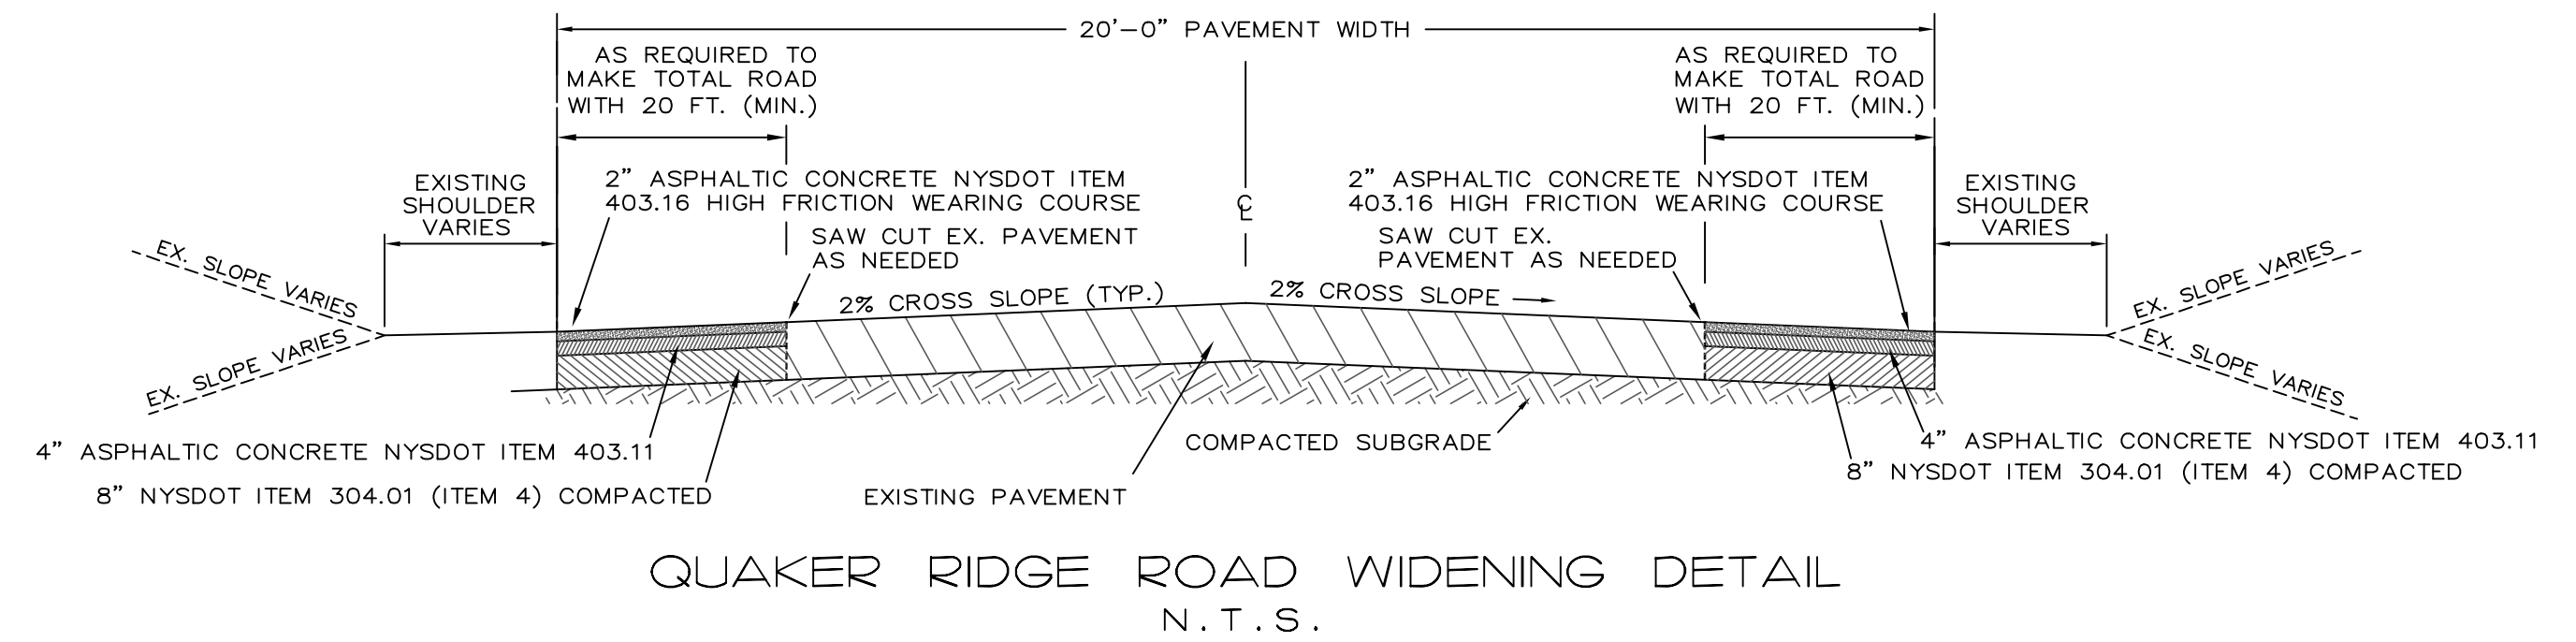 20'-0" PAVEMENT WIDTH
AS REQUIRED TO
MAKE TOTAL ROAD
WITH 20 FT. (MIN.)
AS REQUIRED TO
MAKE TOTAL ROAD
WITH 20 FT. (MIN.)
EXISTING
SHOULDER
VARIES
2" ASPHALTIC CONCRETE NYSDOT ITEM
403.16 HIGH FRICTION WEARING COURSE
SAW CUT EX. PAVEMENT
AS NEEDED
℄
2" ASPHALTIC CONCRETE NYSDOT ITEM
403.16 HIGH FRICTION WEARING COURSE
SAW CUT EX.
PAVEMENT AS NEEDED
EXISTING
SHOULDER
VARIES
EX. SLOPE VARIES
EX. SLOPE VARIES
2% CROSS SLOPE (TYP.)
2% CROSS SLOPE
EX. SLOPE VARIES
EX. SLOPE VARIES
4" ASPHALTIC CONCRETE NYSDOT ITEM 403.11
8" NYSDOT ITEM 304.01 (ITEM 4) COMPACTED
EXISTING PAVEMENT
COMPACTED SUBGRADE
4" ASPHALTIC CONCRETE NYSDOT ITEM 403.11
8" NYSDOT ITEM 304.01 (ITEM 4) COMPACTED
QUAKER RIDGE ROAD WIDENING DETAIL
N.T.S.